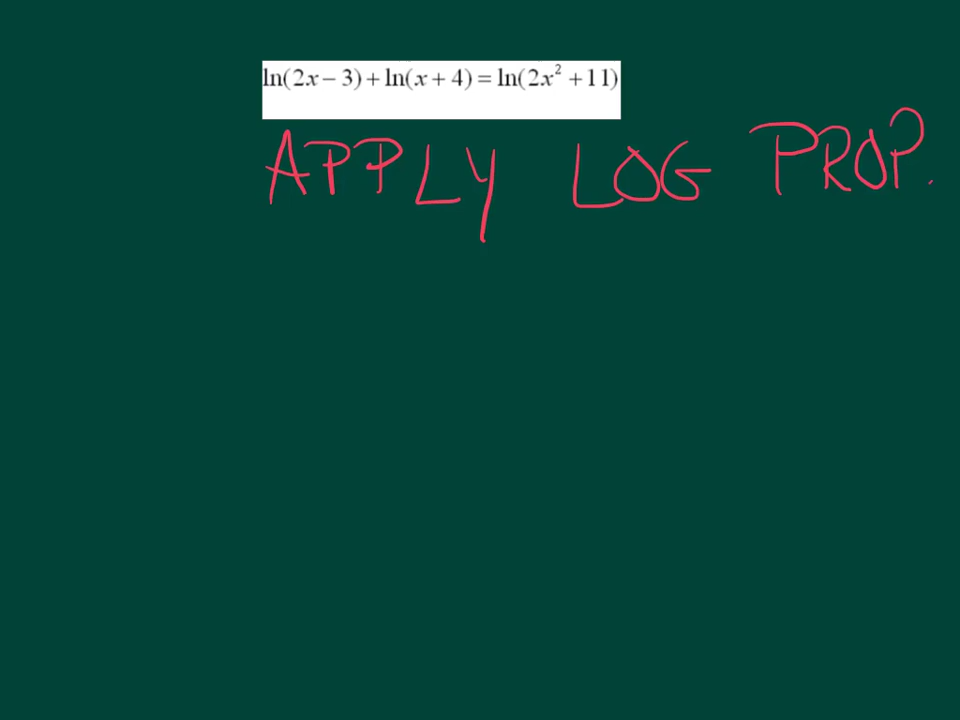 ln(2x − 3) + ln(x + 4) = ln(2x² + 11)
APPLY LOG PROP.